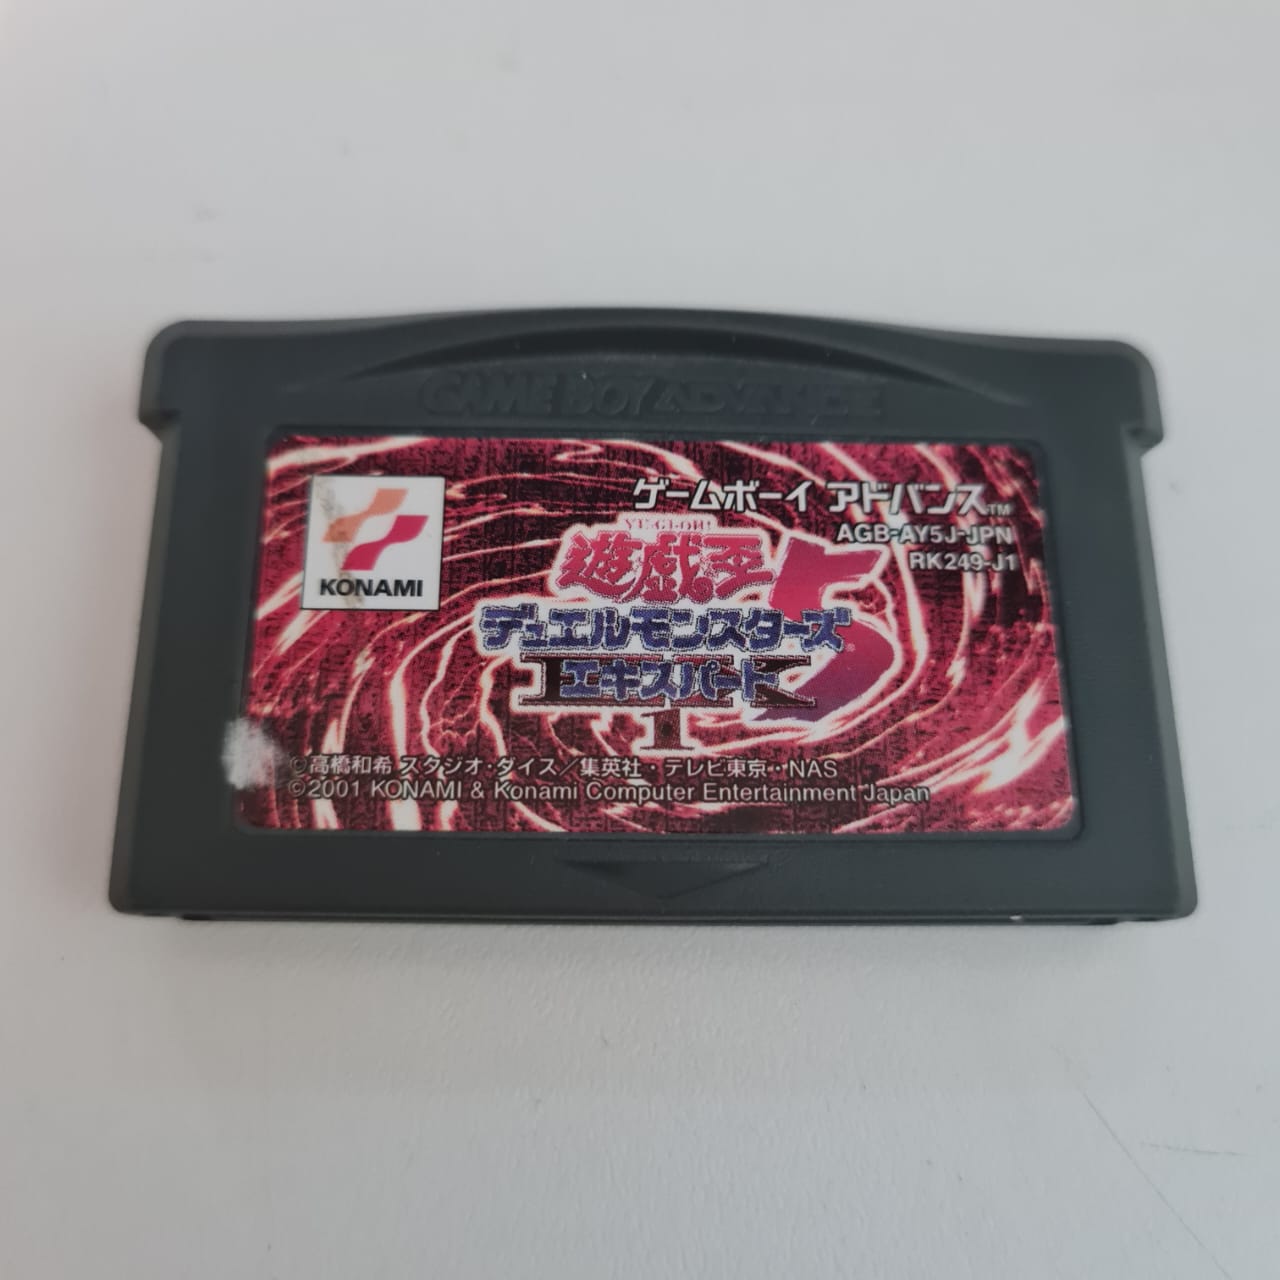 GAME BOY ADVANCE
KONAMI
ゲームボーイ アドバンス™
AGB-AY5J-JPN
RK249-J1
YU-GI-OH!
遊戯王
デュエルモンスターズ 5
エキスパート
1
©高橋和希 スタジオ・ダイス/集英社・テレビ東京・NAS
©2001 KONAMI & Konami Computer Entertainment Japan